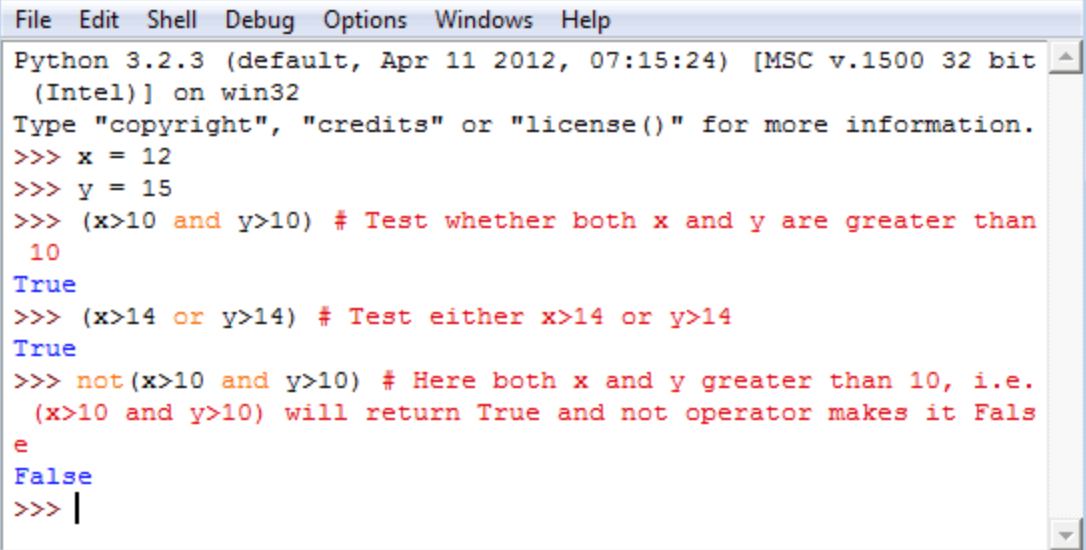 File Edit Shell Debug Options Windows Help
Python 3.2.3 (default, Apr 11 2012, 07:15:24) [MSC v.1500 32 bit
 (Intel)] on win32
Type "copyright", "credits" or "license()" for more information.
>>> x = 12
>>> y = 15
>>> (x>10 and y>10) # Test whether both x and y are greater than
 10
True
>>> (x>14 or y>14) # Test either x>14 or y>14
True
>>> not(x>10 and y>10) # Here both x and y greater than 10, i.e.
 (x>10 and y>10) will return True and not operator makes it Fals
e
False
>>>